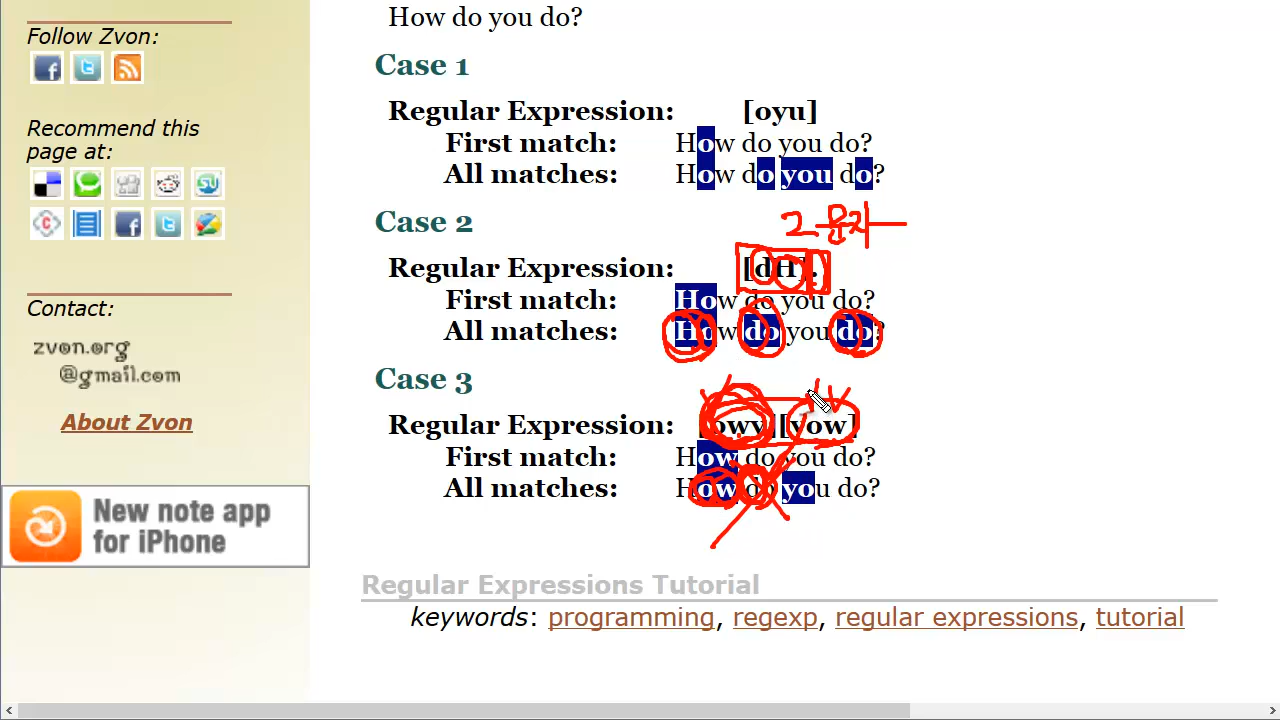 How do you do?
Follow Zvon:
Case 1
Regular Expression: [oyu]
Recommend this
page at:
First match: How do you do?
All matches: How do you do?
Case 2
2 문자
Regular Expression: [dH].
First match: How do you do?
Contact:
All matches: How do you do?
zvon.org
@gmail.com
Case 3
About Zvon
Regular Expression: [owy][yow]
First match: How do you do?
All matches: How do you do?
New note app
for iPhone
Regular Expressions Tutorial
keywords: programming, regexp, regular expressions, tutorial